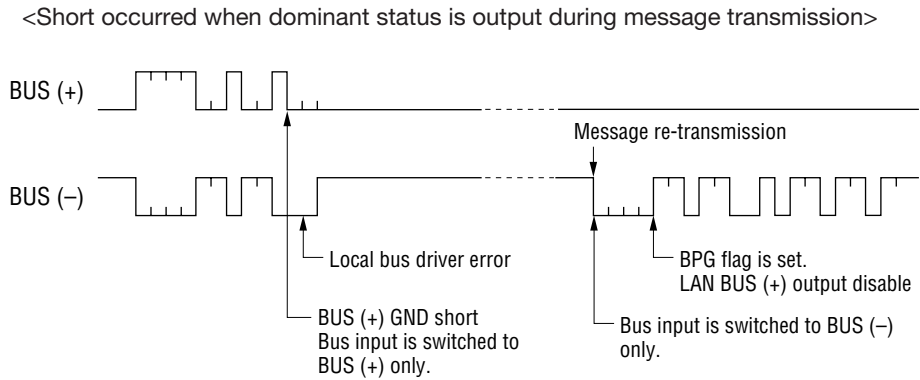 <Short occurred when dominant status is output during message transmission>
BUS (+)
Message re-transmission
BUS (–)
Local bus driver error
BPG flag is set.
LAN BUS (+) output disable
BUS (+) GND short
Bus input is switched to
BUS (+) only.
Bus input is switched to BUS (–)
only.